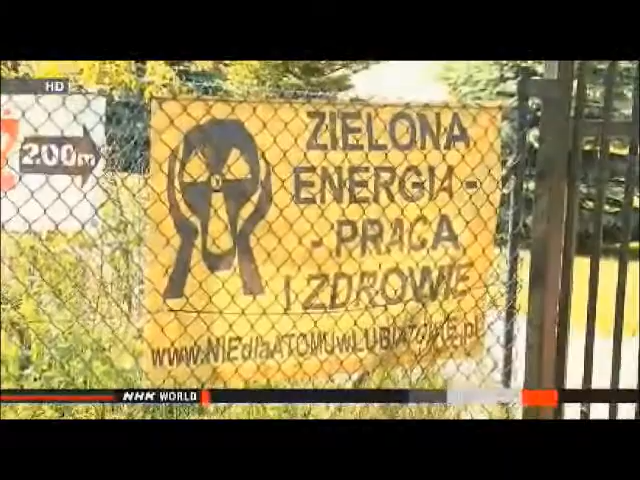 HD
200m
ZIELONA
ENERGIA -
- PRACA
I ZDROWIE
www.NIEdlaATOMUwLUBIATOWIE.pl
NHK WORLD